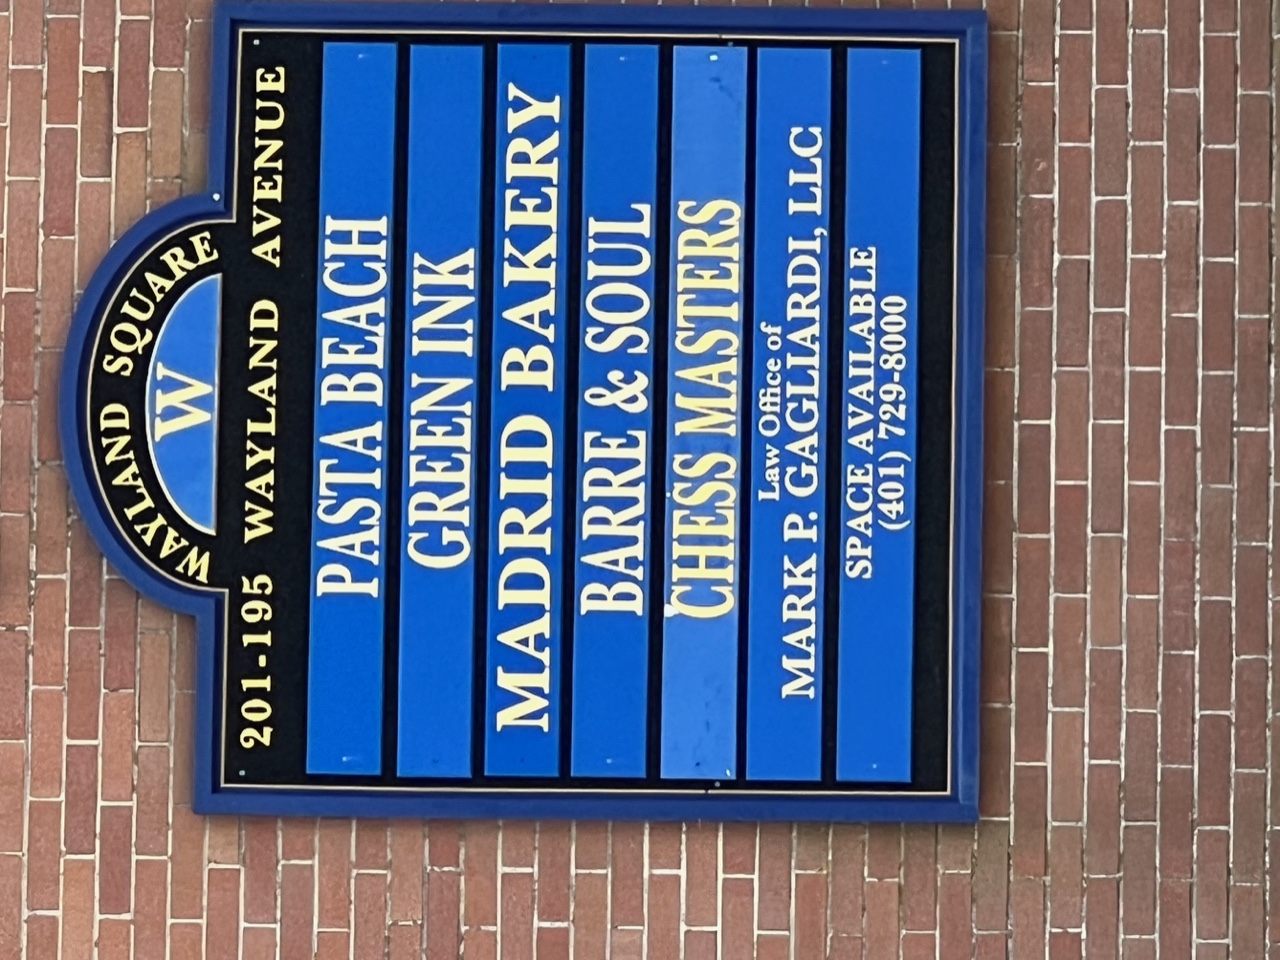 WAYLAND SQUARE
W
201-195 WAYLAND AVENUE
PASTA BEACH
GREEN INK
MADRID BAKERY
BARRE & SOUL
CHESS MASTERS
Law Office of
MARK P. GAGLIARDI, LLC
SPACE AVAILABLE
(401) 729-8000